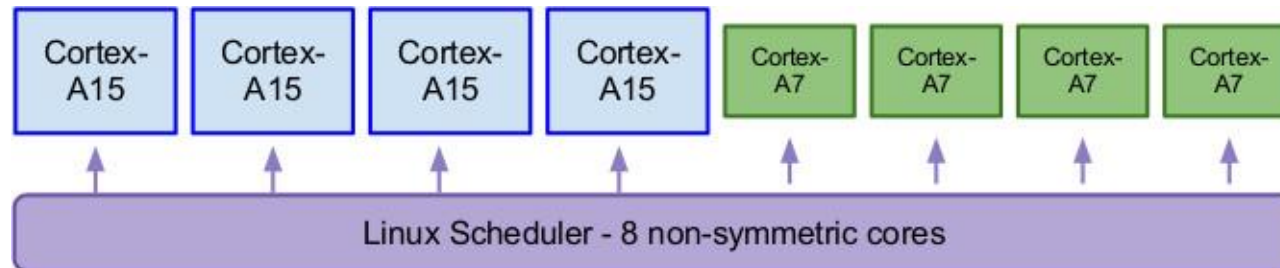 Cortex-
A15
Cortex-
A15
Cortex-
A15
Cortex-
A15
Cortex-
A7
Cortex-
A7
Cortex-
A7
Cortex-
A7
Linux Scheduler - 8 non-symmetric cores